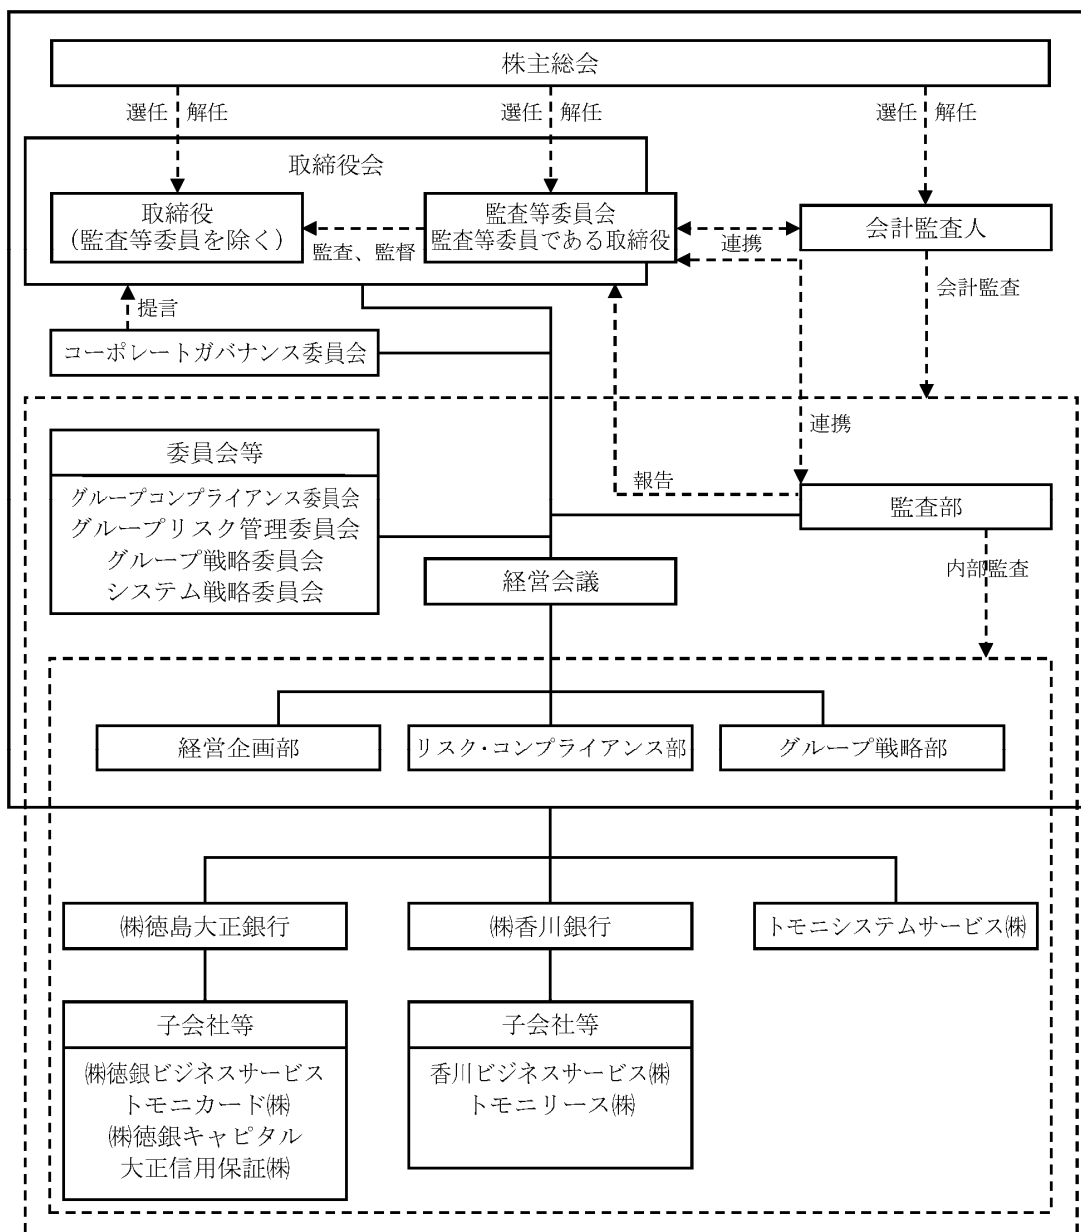 株主総会
選任 解任
選任 解任
選任 解任
取締役会
取締役
(監査等委員を除く)
監査、監督
監査等委員会
監査等委員である取締役
連携
会計監査人
会計監査
提言
コーポレートガバナンス委員会
委員会等
グループコンプライアンス委員会
グループリスク管理委員会
グループ戦略委員会
システム戦略委員会
報告
連携
監査部
内部監査
経営会議
経営企画部
リスク・コンプライアンス部
グループ戦略部
㈱徳島大正銀行
㈱香川銀行
トモニシステムサービス㈱
子会社等
㈱徳銀ビジネスサービス
トモニカード㈱
㈱徳銀キャピタル
大正信用保証㈱
子会社等
香川ビジネスサービス㈱
トモニリース㈱